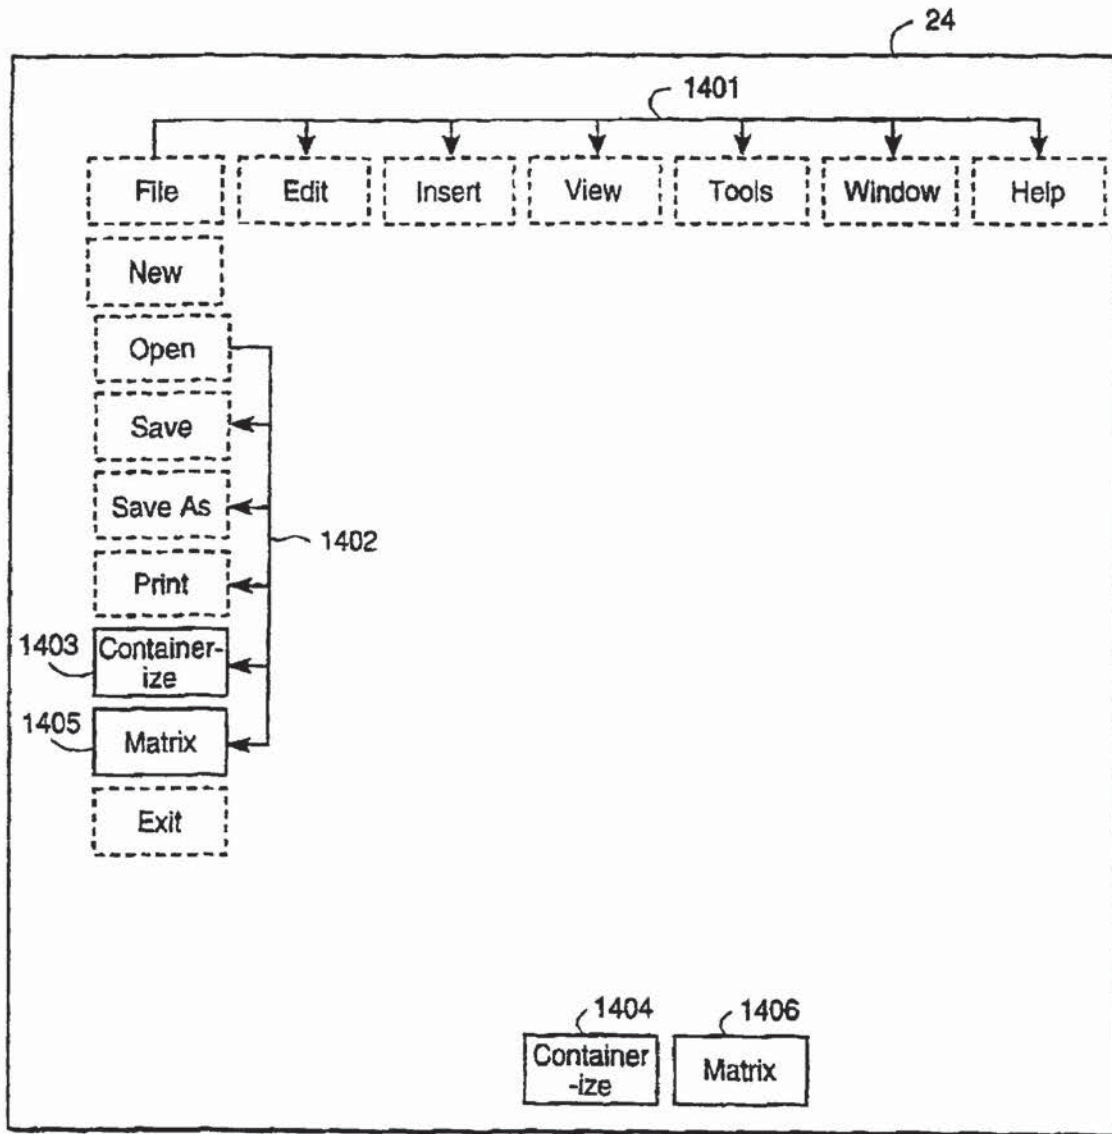 24
1401
File Edit Insert View Tools Window Help
New
Open
Save
Save As
1402
Print
1403
Container-
ize
1405
Matrix
Exit
1404 1406
Container
-ize
Matrix